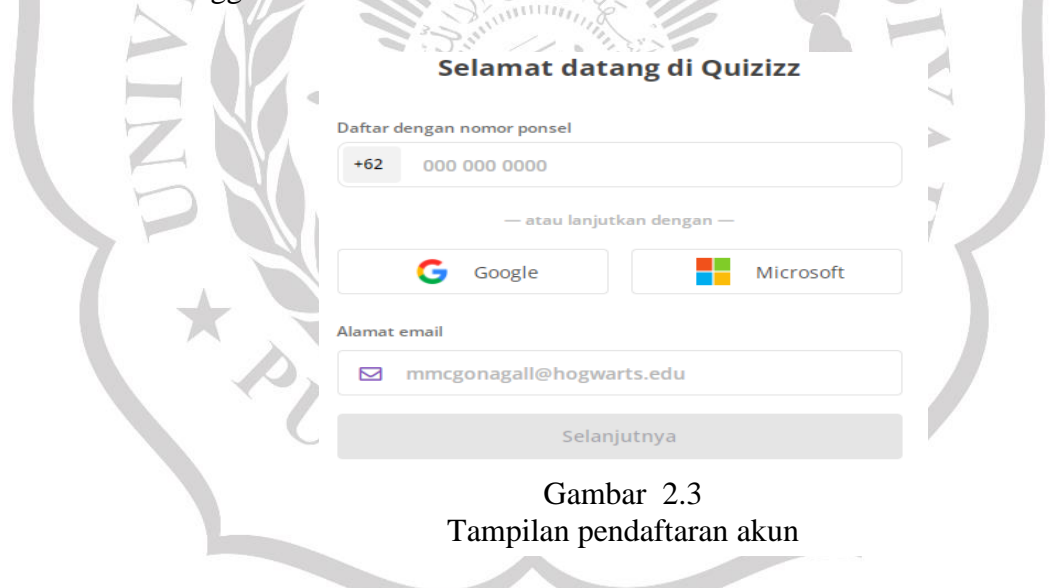 Selamat datang di Quizizz
Daftar dengan nomor ponsel
+62 000 000 0000
— atau lanjutkan dengan —
Google Microsoft
Alamat email
mmcgonagall@hogwarts.edu
Selanjutnya
Gambar 2.3
Tampilan pendaftaran akun